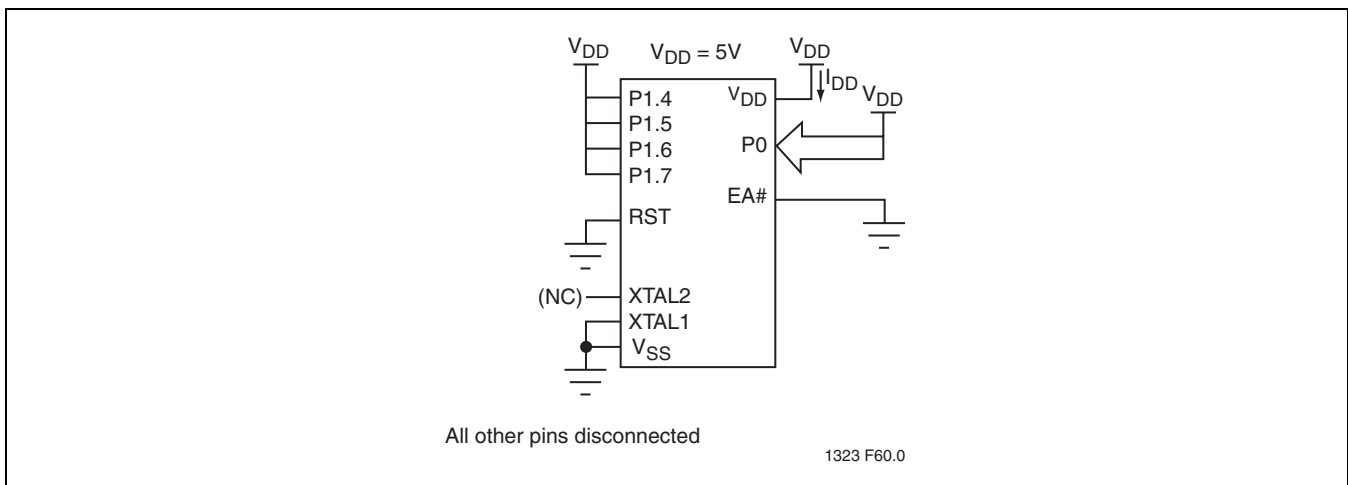 VDD
VDD = 5V
VDD
IDD
VDD
P1.4
P1.5
P1.6
P1.7
RST
(NC)
XTAL2
XTAL1
VSS
VDD
P0
EA#
All other pins disconnected
1323 F60.0